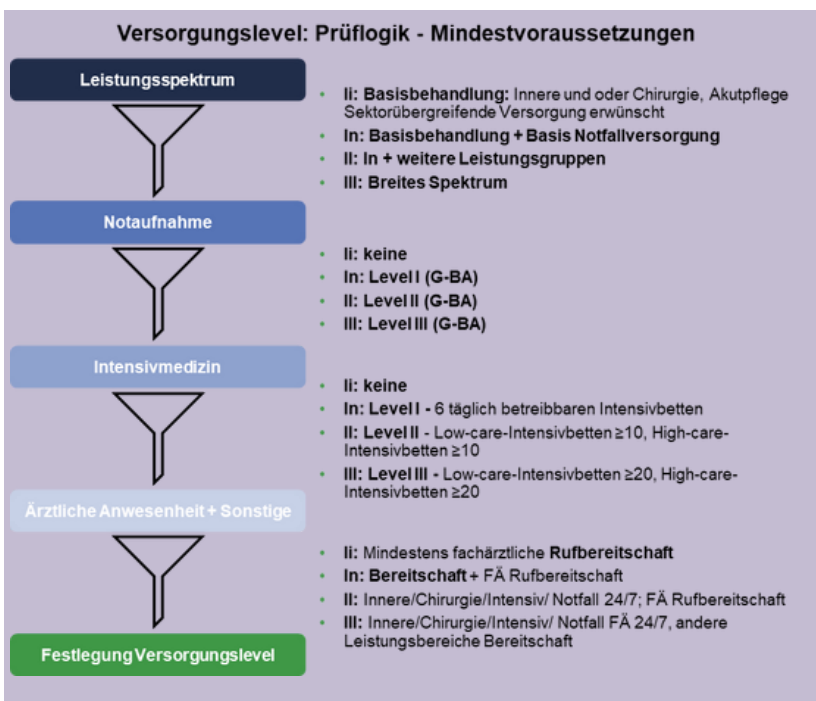 Versorgungslevel: Prüflogik - Mindestvoraussetzungen
Leistungsspektrum
• Ii: Basisbehandlung: Innere und oder Chirurgie, Akutpflege
Sektorübergreifende Versorgung erwünscht
• In: Basisbehandlung + Basis Notfallversorgung
• II: In + weitere Leistungsgruppen
• III: Breites Spektrum
Notaufnahme
• Ii: keine
• In: Level I (G-BA)
• II: Level II (G-BA)
• III: Level III (G-BA)
Intensivmedizin
• Ii: keine
• In: Level I - 6 täglich betreibbaren Intensivbetten
• II: Level II - Low-care-Intensivbetten ≥10, High-care-
Intensivbetten ≥10
• III: Level III - Low-care-Intensivbetten ≥20, High-care-
Intensivbetten ≥20
Ärztliche Anwesenheit + Sonstige
• Ii: Mindestens fachärztliche Rufbereitschaft
• In: Bereitschaft + FÄ Rufbereitschaft
• II: Innere/Chirurgie/Intensiv/ Notfall 24/7; FÄ Rufbereitschaft
• III: Innere/Chirurgie/Intensiv/ Notfall FÄ 24/7, andere
Leistungsbereiche Bereitschaft
Festlegung Versorgungslevel